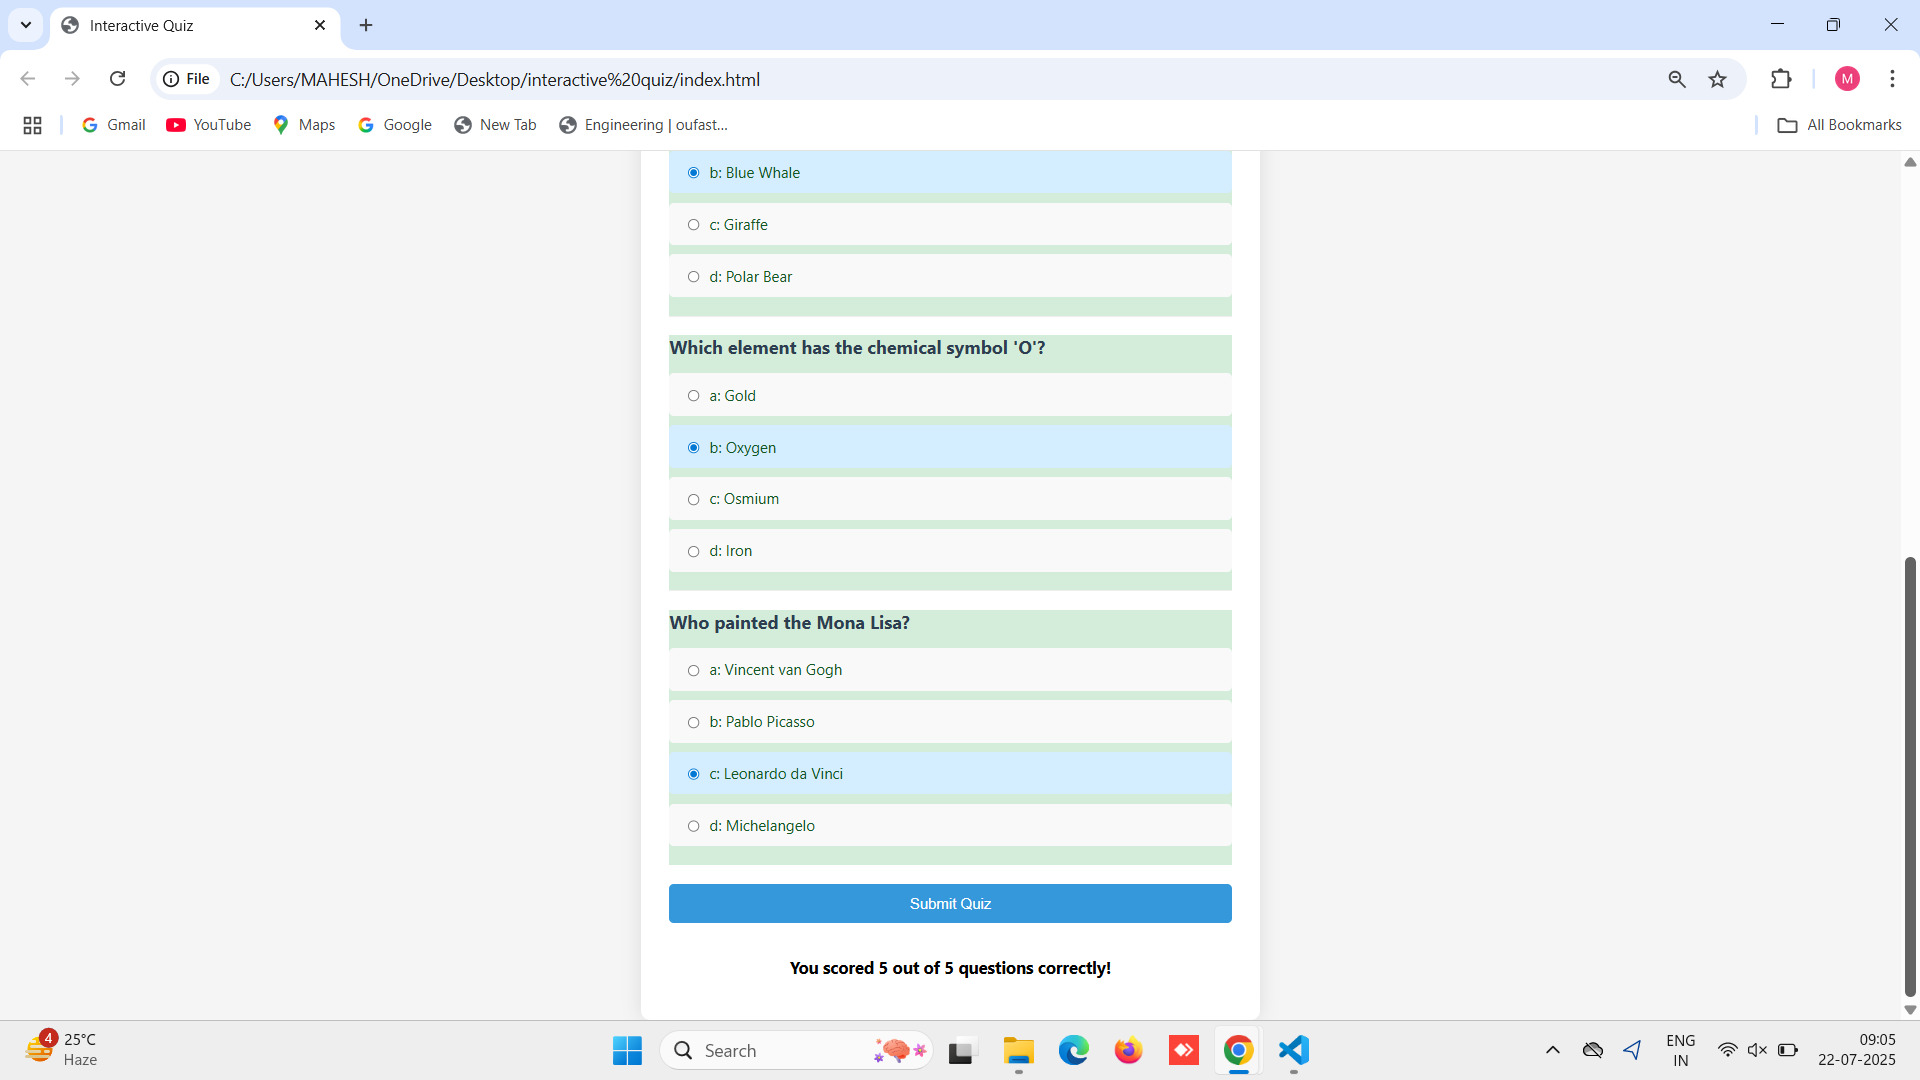 Interactive Quiz
File
C:/Users/MAHESH/OneDrive/Desktop/interactive%20quiz/index.html
M
Gmail
YouTube
Maps
Google
New Tab
Engineering | oufast...
All Bookmarks
b: Blue Whale
c: Giraffe
d: Polar Bear
Which element has the chemical symbol 'O'?
a: Gold
b: Oxygen
c: Osmium
d: Iron
Who painted the Mona Lisa?
a: Vincent van Gogh
b: Pablo Picasso
c: Leonardo da Vinci
d: Michelangelo
Submit Quiz
You scored 5 out of 5 questions correctly!
4
25°C
Haze
Search
ENG
IN
09:05
22-07-2025